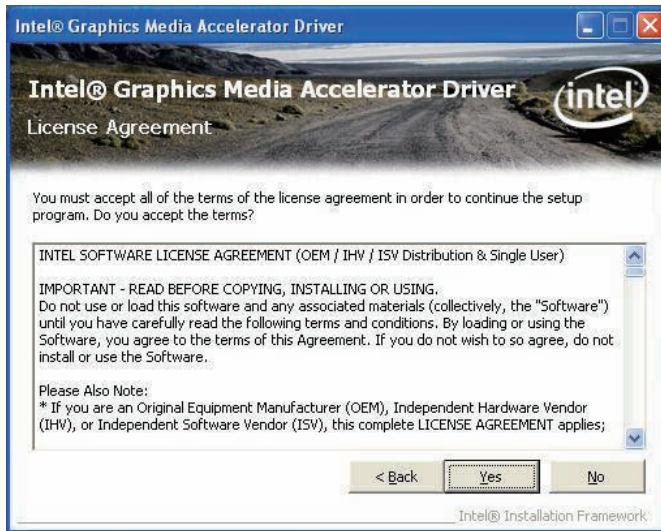 Intel® Graphics Media Accelerator Driver
Intel® Graphics Media Accelerator Driver
License Agreement
intel
You must accept all of the terms of the license agreement in order to continue the setup
program. Do you accept the terms?
INTEL SOFTWARE LICENSE AGREEMENT (OEM / IHV / ISV Distribution & Single User)
IMPORTANT - READ BEFORE COPYING, INSTALLING OR USING.
Do not use or load this software and any associated materials (collectively, the "Software")
until you have carefully read the following terms and conditions. By loading or using the
Software, you agree to the terms of this Agreement. If you do not wish to so agree, do not
install or use the Software.
Please Also Note:
* If you are an Original Equipment Manufacturer (OEM), Independent Hardware Vendor
(IHV), or Independent Software Vendor (ISV), this complete LICENSE AGREEMENT applies;
< Back Yes No
Intel® Installation Framework